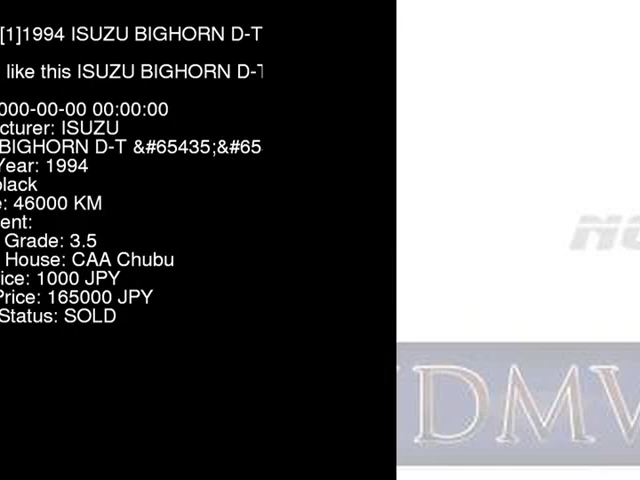 [1]1994 ISUZU BIGHORN D-T
like this ISUZU BIGHORN D-T
000-00-00 00:00:00
cturer: ISUZU
BIGHORN D-T &#65435;&#65
Year: 1994
lack
e: 46000 KM
ent:
Grade: 3.5
House: CAA Chubu
ice: 1000 JPY
Price: 165000 JPY
Status: SOLD
NO
DMV